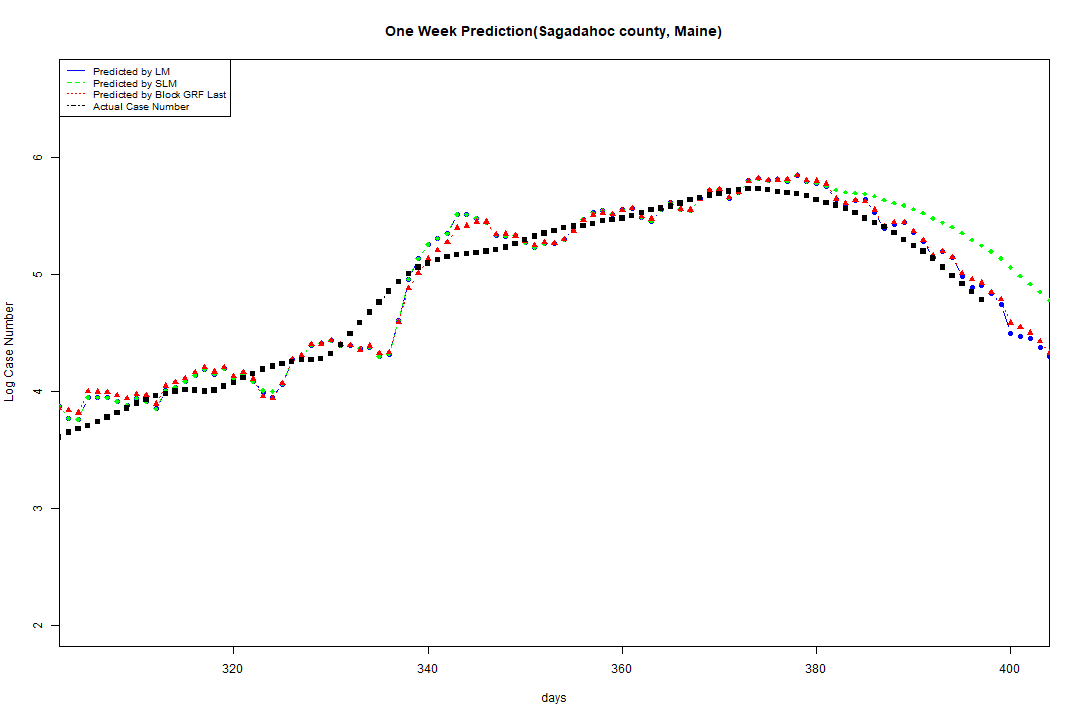 One Week Prediction(Sagadahoc county, Maine)
Predicted by LM
Predicted by SLM
Predicted by Block GRF Last
Actual Case Number
6
5
4
3
2
Log Case Number
320 340 360 380 400
days